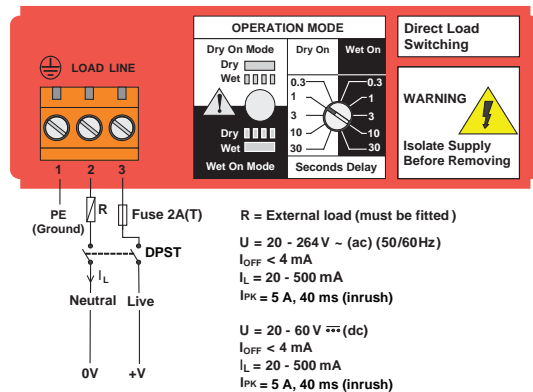 OPERATION MODE
Direct Load
Switching
LOAD LINE
Dry On Mode
Dry
Wet
Dry
Wet
Wet On Mode
Dry On
Wet On
0.3
0.3
1
1
3
3
10
10
30
30
Seconds Delay
WARNING
Isolate Supply
Before Removing
1
2
3
PE
(Ground)
R
Fuse 2A(T)
DPST
IL
Neutral
Live
0V
+V
R = External load (must be fitted)
U = 20 - 264 V ~ (ac) (50/60Hz)
IOFF < 4 mA
IL = 20 - 500 mA
IPK = 5 A, 40 ms (inrush)
U = 20 - 60 V ⎓ (dc)
IOFF < 4 mA
IL = 20 - 500 mA
IPK = 5 A, 40 ms (inrush)